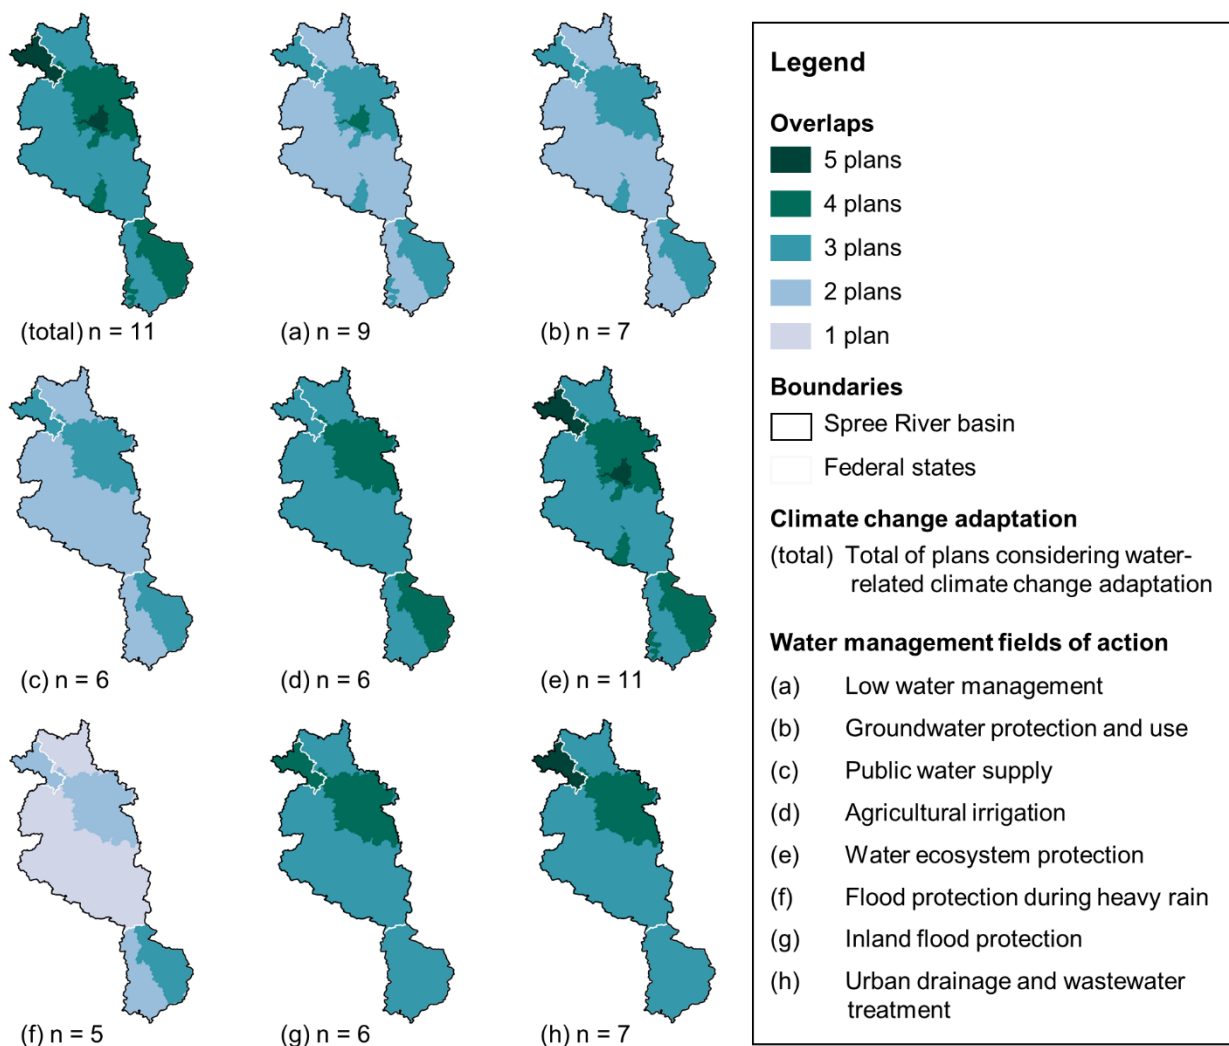 (total) n = 11
(a) n = 9
(b) n = 7
(c) n = 6
(d) n = 6
(e) n = 11
(f) n = 5
(g) n = 6
(h) n = 7
Legend
Overlaps
5 plans
4 plans
3 plans
2 plans
1 plan
Boundaries
Spree River basin
Federal states
Climate change adaptation
(total) Total of plans considering water-
related climate change adaptation
Water management fields of action
(a) Low water management
(b) Groundwater protection and use
(c) Public water supply
(d) Agricultural irrigation
(e) Water ecosystem protection
(f) Flood protection during heavy rain
(g) Inland flood protection
(h) Urban drainage and wastewater
treatment